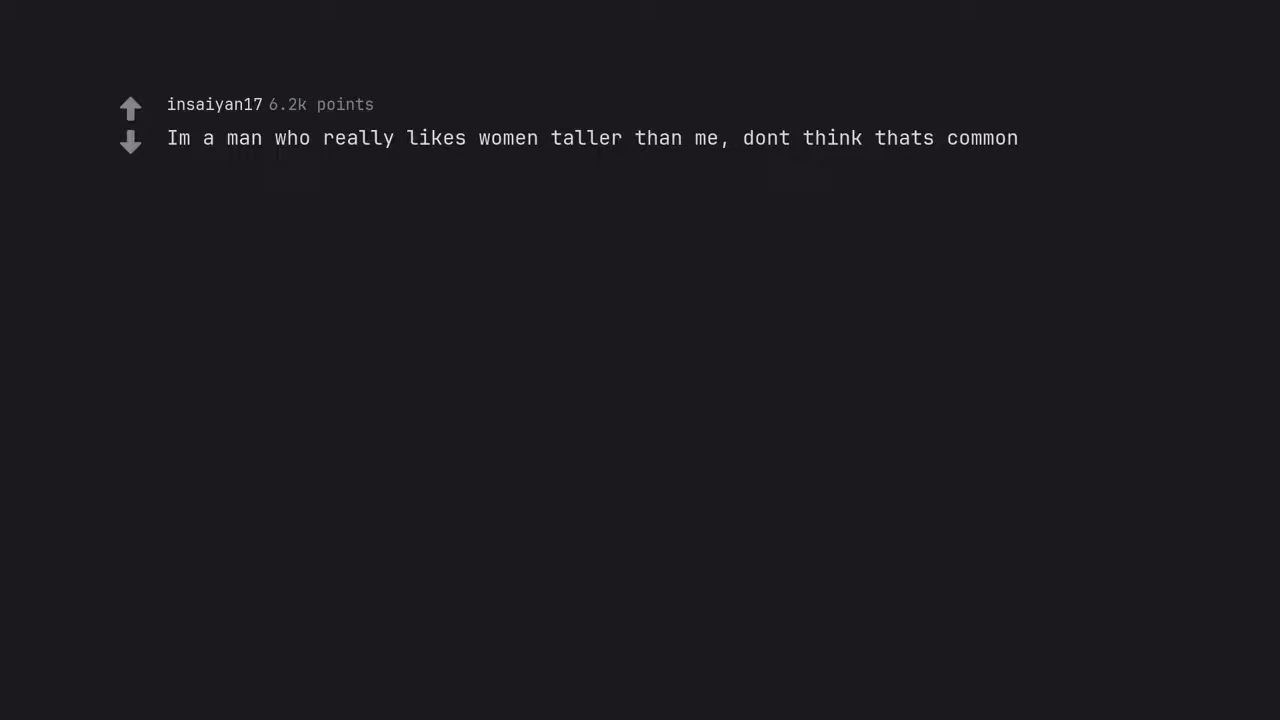 insaiyan17 6.2k points
Im a man who really likes women taller than me, dont think thats common